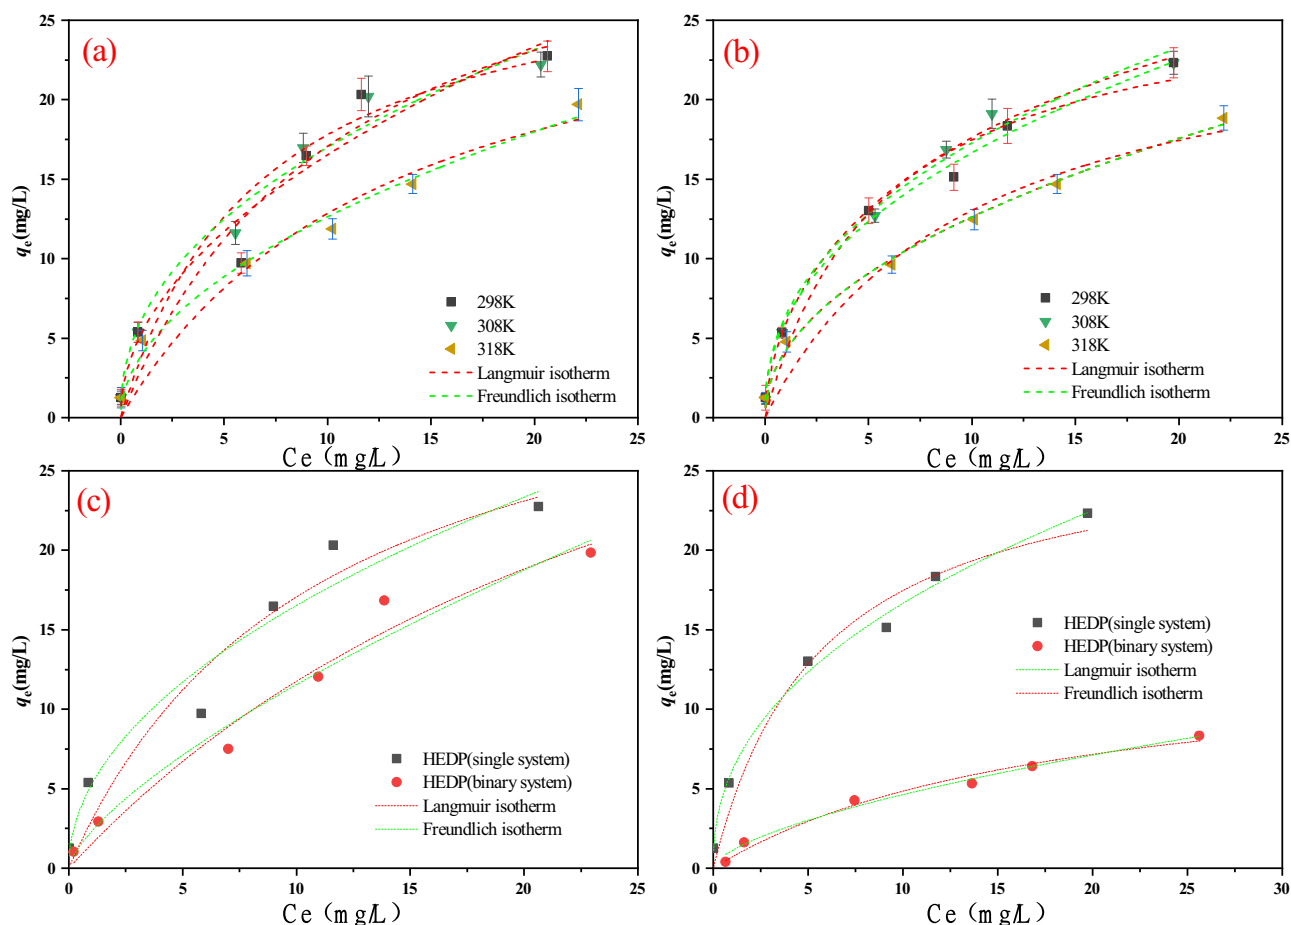 (a)
25
20
15
10
5
0
qe(mg/L)
298K
308K
318K
Langmuir isotherm
Freundlich isotherm
0 5 10 15 20 25
Ce (mg/L)
(b)
25
20
15
10
5
0
qe(mg/L)
298K
308K
318K
Langmuir isotherm
Freundlich isotherm
0 5 10 15 20 25
Ce (mg/L)
(c)
25
20
15
10
5
0
qe(mg/L)
HEDP(single system)
HEDP(binary system)
Langmuir isotherm
Freundlich isotherm
0 5 10 15 20 25
Ce (mg/L)
(d)
25
20
15
10
5
0
qe(mg/L)
HEDP(single system)
HEDP(binary system)
Langmuir isotherm
Freundlich isotherm
0 5 10 15 20 25 30
Ce (mg/L)